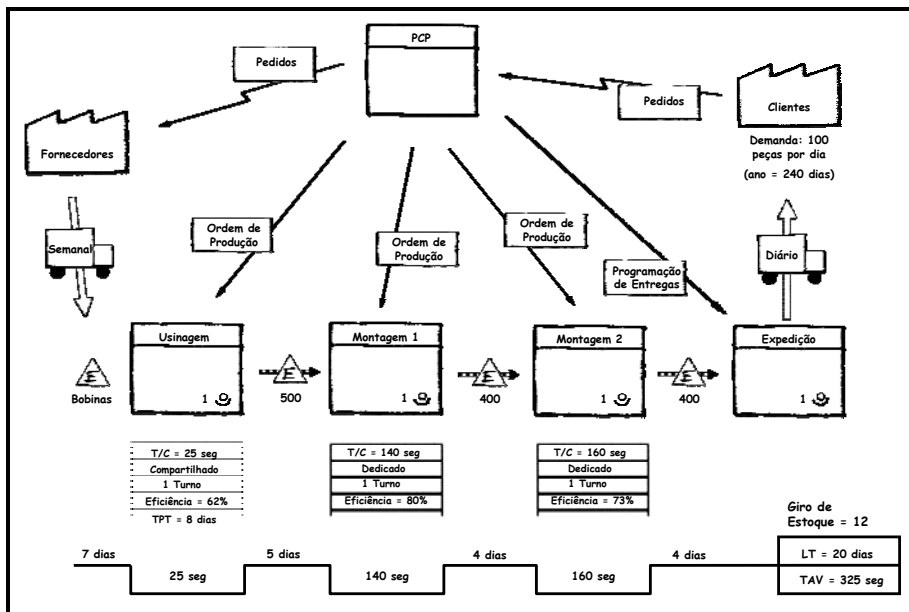 PCP
Pedidos
Pedidos
Fornecedores
Clientes
Demanda: 100
peças por dia
(ano = 240 dias)
Semanal
Ordem de
Produção
Ordem de
Produção
Ordem de
Produção
Programação
de Entregas
Diário
Usinagem
Montagem 1
Montagem 2
Expedição
E
Bobinas
1
E
500
1
E
400
1
E
400
1
T/C = 25 seg
Compartilhado
1 Turno
Eficiência = 62%
TPT = 8 dias
T/C = 140 seg
Dedicado
1 Turno
Eficiência = 80%
T/C = 160 seg
Dedicado
1 Turno
Eficiência = 73%
Giro de
Estoque = 12
7 dias
25 seg
5 dias
140 seg
4 dias
160 seg
4 dias
LT = 20 dias
TAV = 325 seg